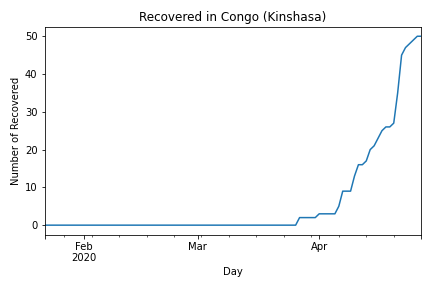 Recovered in Congo (Kinshasa)
50
40
30
20
10
0
Number of Recovered
Feb
2020
Mar
Apr
Day